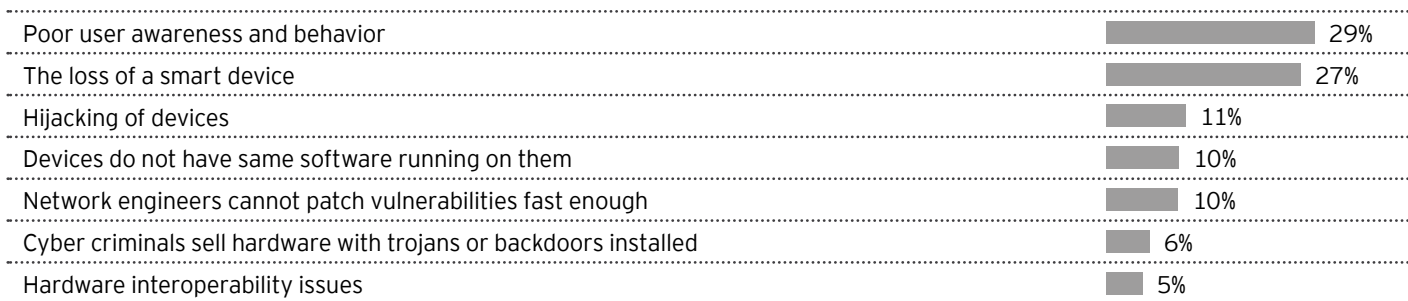 Poor user awareness and behavior 29%
The loss of a smart device 27%
Hijacking of devices 11%
Devices do not have same software running on them 10%
Network engineers cannot patch vulnerabilities fast enough 10%
Cyber criminals sell hardware with trojans or backdoors installed 6%
Hardware interoperability issues 5%